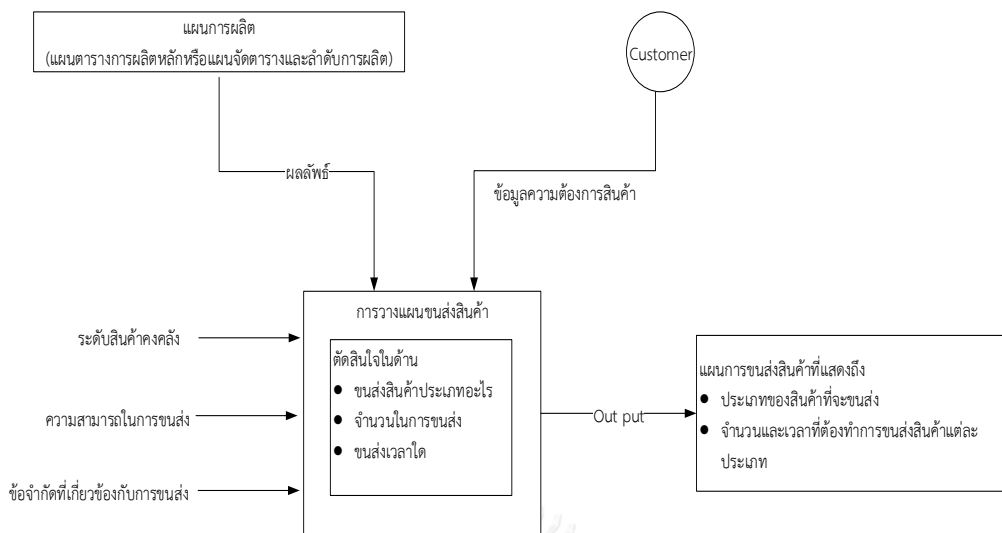 แผนการผลิต
(แผนตารางการผลิตหลักหรือแผนจัดตารางและลำดับการผลิต)
Customer
ผลลัพธ์
ข้อมูลความต้องการสินค้า
การวางแผนขนส่งสินค้า
ระดับสินค้าคงคลัง
ตัดสินใจในด้าน
● ขนส่งสินค้าประเภทอะไร
● จำนวนในการขนส่ง
● ขนส่งเวลาใด
ความสามารถในการขนส่ง
ข้อจำกัดที่เกี่ยวข้องกับการขนส่ง
Out put
แผนการขนส่งสินค้าที่แสดงถึง
● ประเภทของสินค้าที่จะขนส่ง
● จำนวนและเวลาที่ต้องทำการขนส่งสินค้าแต่ละ
ประเภท